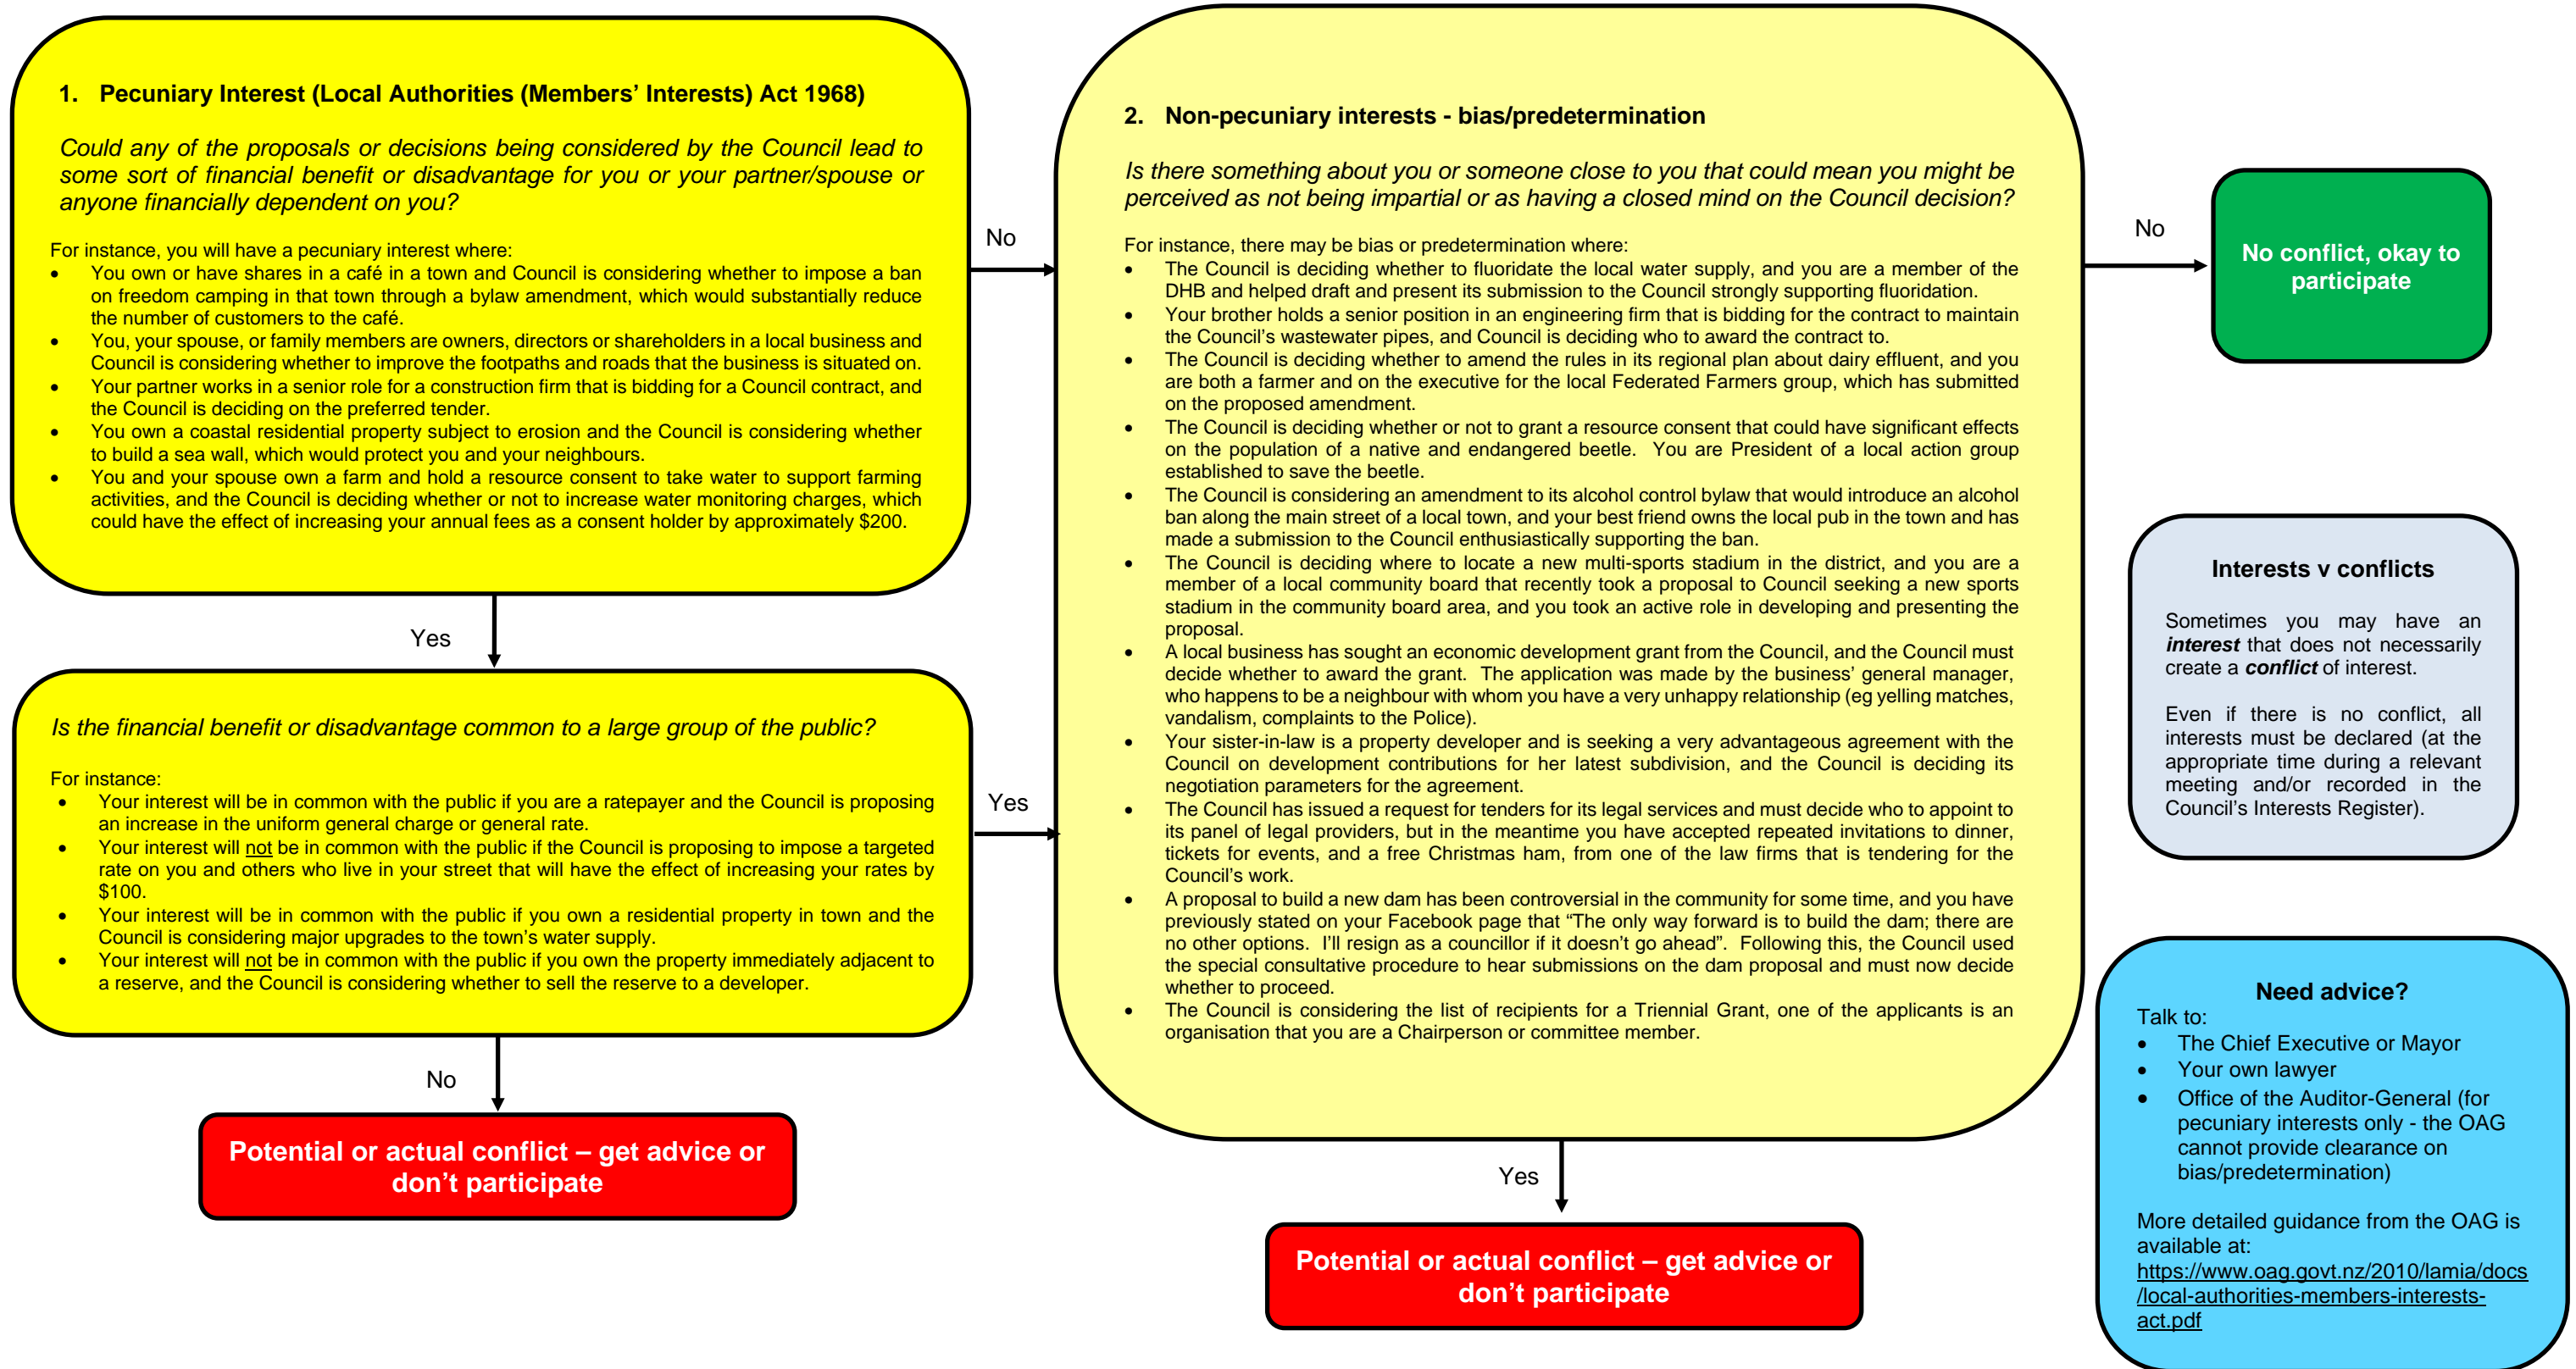 1. Pecuniary Interest (Local Authorities (Members’ Interests) Act 1968)
Could any of the proposals or decisions being considered by the Council lead to
some sort of financial benefit or disadvantage for you or your partner/spouse or
anyone financially dependent on you?
For instance, you will have a pecuniary interest where:
• You own or have shares in a café in a town and Council is considering whether to impose a ban
on freedom camping in that town through a bylaw amendment, which would substantially reduce
the number of customers to the café.
• You, your spouse, or family members are owners, directors or shareholders in a local business and
Council is considering whether to improve the footpaths and roads that the business is situated on.
• Your partner works in a senior role for a construction firm that is bidding for a Council contract, and
the Council is deciding on the preferred tender.
• You own a coastal residential property subject to erosion and the Council is considering whether
to build a sea wall, which would protect you and your neighbours.
• You and your spouse own a farm and hold a resource consent to take water to support farming
activities, and the Council is deciding whether or not to increase water monitoring charges, which
could have the effect of increasing your annual fees as a consent holder by approximately $200.
No
Yes
Is the financial benefit or disadvantage common to a large group of the public?
For instance:
• Your interest will be in common with the public if you are a ratepayer and the Council is proposing
an increase in the uniform general charge or general rate.
• Your interest will not be in common with the public if the Council is proposing to impose a targeted
rate on you and others who live in your street that will have the effect of increasing your rates by
$100.
• Your interest will be in common with the public if you own a residential property in town and the
Council is considering major upgrades to the town’s water supply.
• Your interest will not be in common with the public if you own the property immediately adjacent to
a reserve, and the Council is considering whether to sell the reserve to a developer.
Yes
No
Potential or actual conflict – get advice or
don’t participate
2. Non-pecuniary interests - bias/predetermination
Is there something about you or someone close to you that could mean you might be
perceived as not being impartial or as having a closed mind on the Council decision?
For instance, there may be bias or predetermination where:
• The Council is deciding whether to fluoridate the local water supply, and you are a member of the
DHB and helped draft and present its submission to the Council strongly supporting fluoridation.
• Your brother holds a senior position in an engineering firm that is bidding for the contract to maintain
the Council’s wastewater pipes, and Council is deciding who to award the contract to.
• The Council is deciding whether to amend the rules in its regional plan about dairy effluent, and you
are both a farmer and on the executive for the local Federated Farmers group, which has submitted
on the proposed amendment.
• The Council is deciding whether or not to grant a resource consent that could have significant effects
on the population of a native and endangered beetle. You are President of a local action group
established to save the beetle.
• The Council is considering an amendment to its alcohol control bylaw that would introduce an alcohol
ban along the main street of a local town, and your best friend owns the local pub in the town and has
made a submission to the Council enthusiastically supporting the ban.
• The Council is deciding where to locate a new multi-sports stadium in the district, and you are a
member of a local community board that recently took a proposal to Council seeking a new sports
stadium in the community board area, and you took an active role in developing and presenting the
proposal.
• A local business has sought an economic development grant from the Council, and the Council must
decide whether to award the grant. The application was made by the business’ general manager,
who happens to be a neighbour with whom you have a very unhappy relationship (eg yelling matches,
vandalism, complaints to the Police).
• Your sister-in-law is a property developer and is seeking a very advantageous agreement with the
Council on development contributions for her latest subdivision, and the Council is deciding its
negotiation parameters for the agreement.
• The Council has issued a request for tenders for its legal services and must decide who to appoint to
its panel of legal providers, but in the meantime you have accepted repeated invitations to dinner,
tickets for events, and a free Christmas ham, from one of the law firms that is tendering for the
Council’s work.
• A proposal to build a new dam has been controversial in the community for some time, and you have
previously stated on your Facebook page that “The only way forward is to build the dam; there are
no other options. I’ll resign as a councillor if it doesn’t go ahead”. Following this, the Council used
the special consultative procedure to hear submissions on the dam proposal and must now decide
whether to proceed.
• The Council is considering the list of recipients for a Triennial Grant, one of the applicants is an
organisation that you are a Chairperson or committee member.
Yes
Potential or actual conflict – get advice or
don’t participate
No
No conflict, okay to
participate
Interests v conflicts
Sometimes you may have an
interest that does not necessarily
create a conflict of interest.
Even if there is no conflict, all
interests must be declared (at the
appropriate time during a relevant
meeting and/or recorded in the
Council’s Interests Register).
Need advice?
Talk to:
• The Chief Executive or Mayor
• Your own lawyer
• Office of the Auditor-General (for
pecuniary interests only - the OAG
cannot provide clearance on
bias/predetermination)
More detailed guidance from the OAG is
available at:
https://www.oag.govt.nz/2010/lamia/docs
/local-authorities-members-interests-
act.pdf